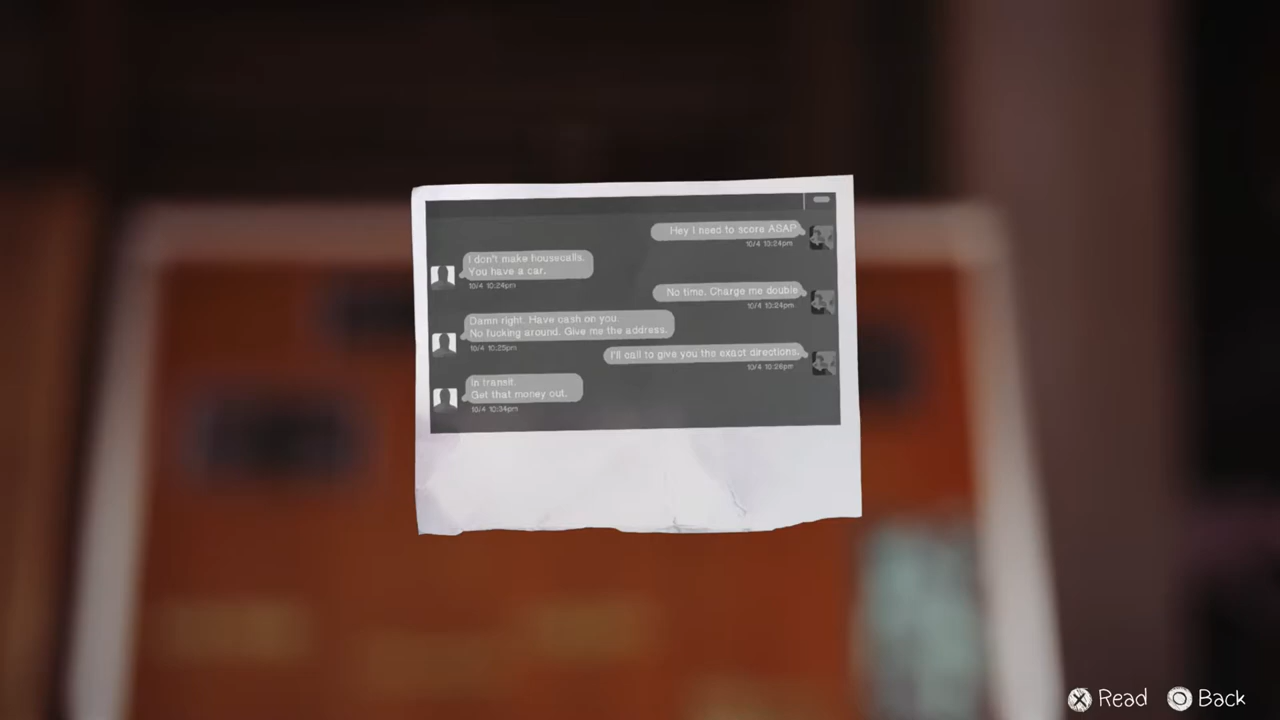 Hey I need to score ASAP
10/4 10:24pm
I don't make housecalls.
You have a car.
10/4 10:24pm
No time. Charge me double
10/4 10:24pm
Damn right. Have cash on you.
No fucking around. Give me the address.
10/4 10:25pm
I'll call to give you the exact directions.
10/4 10:26pm
In transit.
Get that money out.
10/4 10:34pm
Read
Back